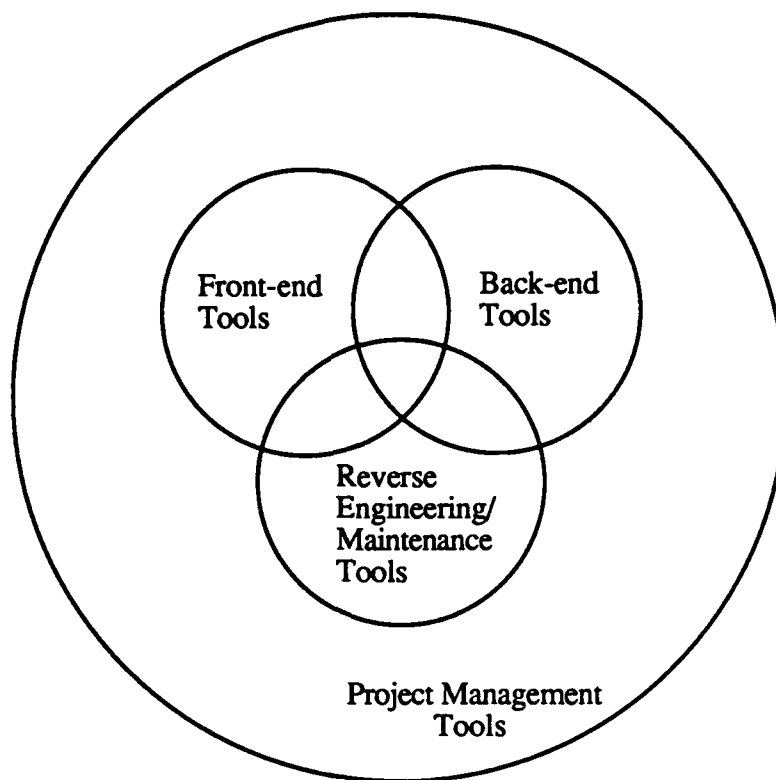 Front-end
Tools
Back-end
Tools
Reverse
Engineering/
Maintenance
Tools
Project Management
Tools